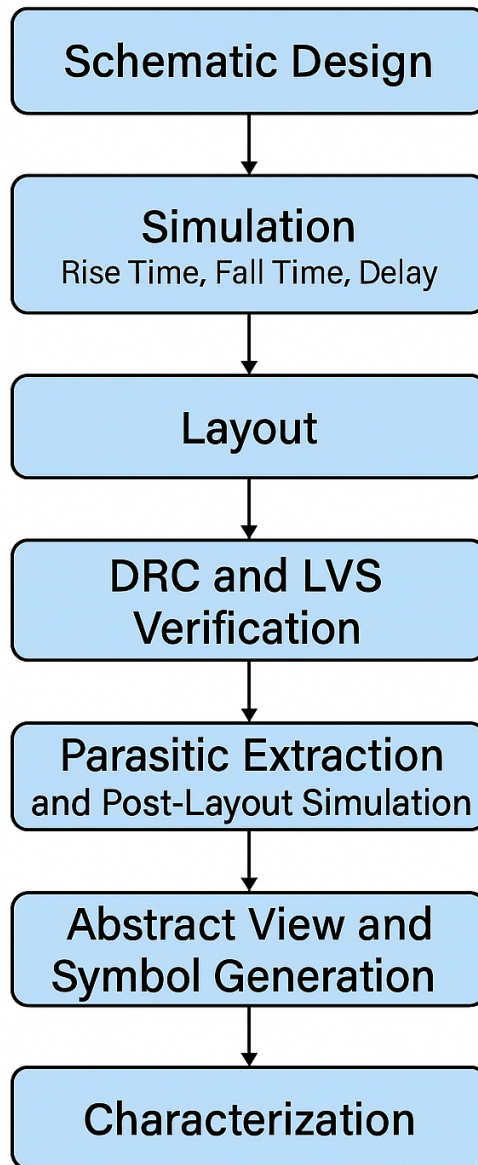 Schematic Design
Simulation
Rise Time, Fall Time, Delay
Layout
DRC and LVS
Verification
Parasitic Extraction
and Post-Layout Simulation
Abstract View and
Symbol Generation
Characterization